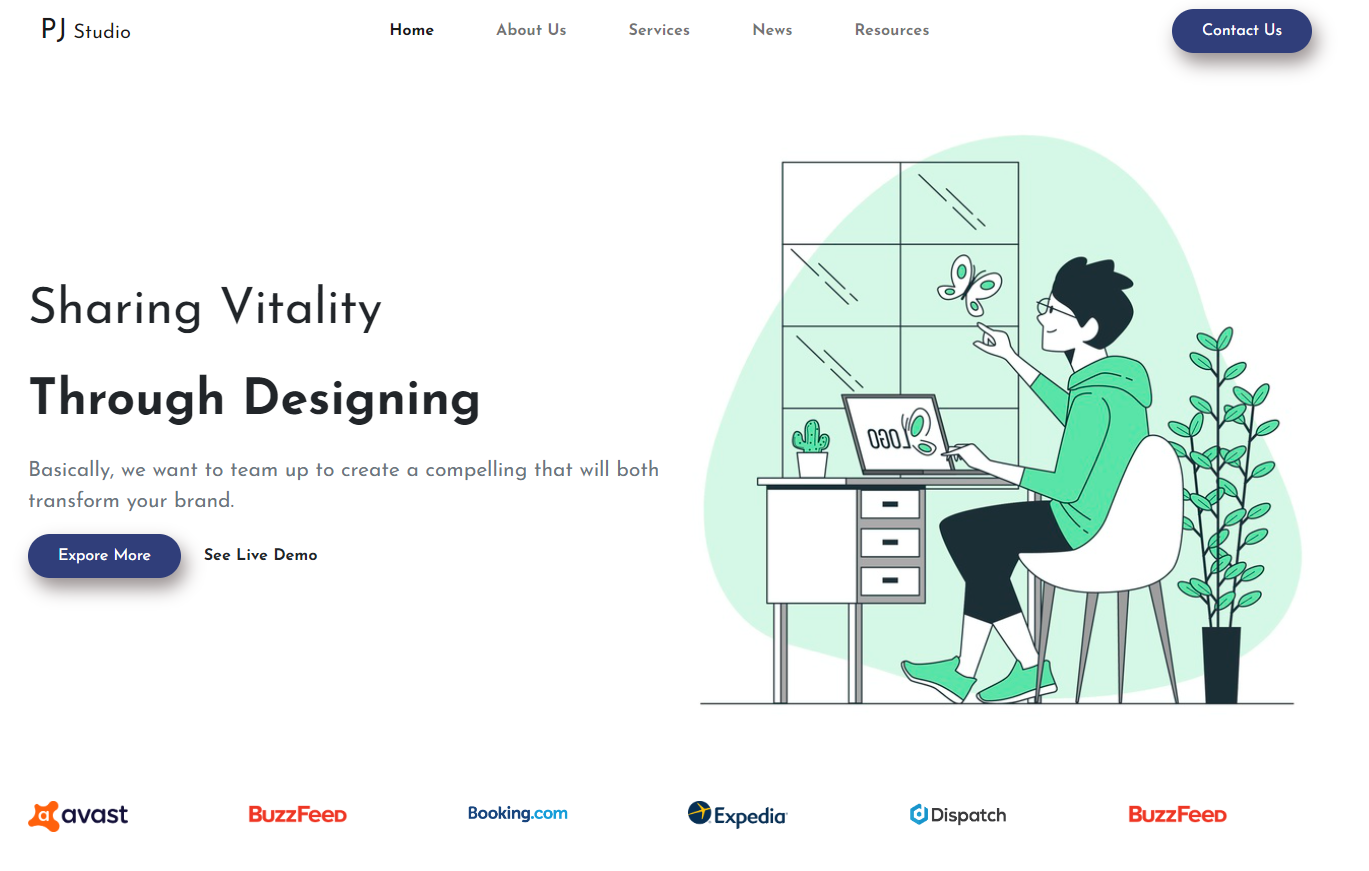 PJ Studio
Home
About Us
Services
News
Resources
Contact Us
Sharing Vitality
Through Designing
Basically, we want to team up to create a compelling that will both
transform your brand.
Expore More
See Live Demo
LOGO
a avast
BuzzFeed
Booking.com
Expedia
Dispatch
BuzzFeed